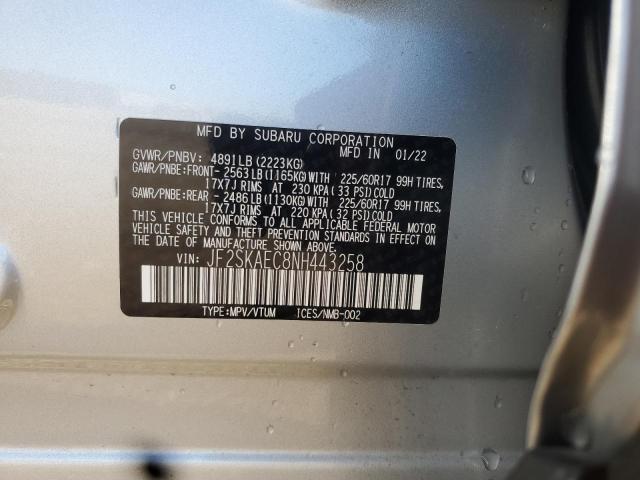 MFD BY SUBARU CORPORATION
MFD IN 01/22
GVWR/PNBV: 4891LB(2223KG)
GAWR/PNBE:FRONT- 2563LB(1165KG)WITH 225/60R17 99H TIRES,
17X7J RIMS AT 230 KPA(33 PSI)COLD
GAWR/PNBE:REAR - 2486LB(1130KG)WITH 225/60R17 99H TIRES,
17X7J RIMS AT 220 KPA(32 PSI)COLD
THIS VEHICLE CONFORMS TO ALL APPLICABLE FEDERAL MOTOR
VEHICLE SAFETY AND THEFT PREVENTION STANDARDS IN EFFECT
ON THE DATE OF MANUFACTURE SHOWN ABOVE.
VIN: JF2SKAEC8NH443258
TYPE:MPV/VTUM ICES/NMB-002